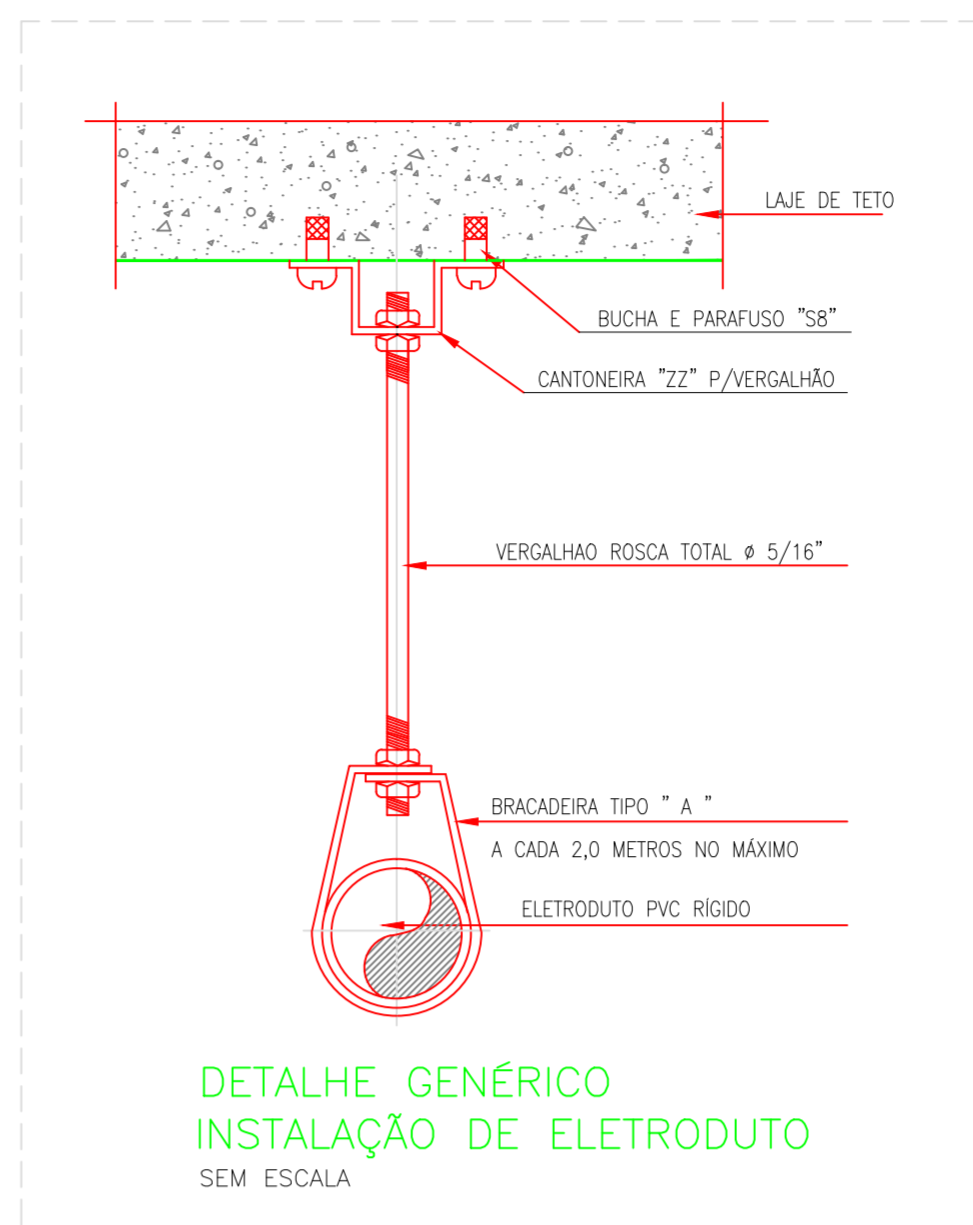 LAJE DE TETO
BUCHA E PARAFUSO "S8"
CANTONEIRA "ZZ" P/VERGALHÃO
VERGALHAO ROSCA TOTAL ø 5/16"
BRACADEIRA TIPO " A "
A CADA 2,0 METROS NO MÁXIMO
ELETRODUTO PVC RÍGIDO
DETALHE GENÉRICO
INSTALAÇÃO DE ELETRODUTO
SEM ESCALA